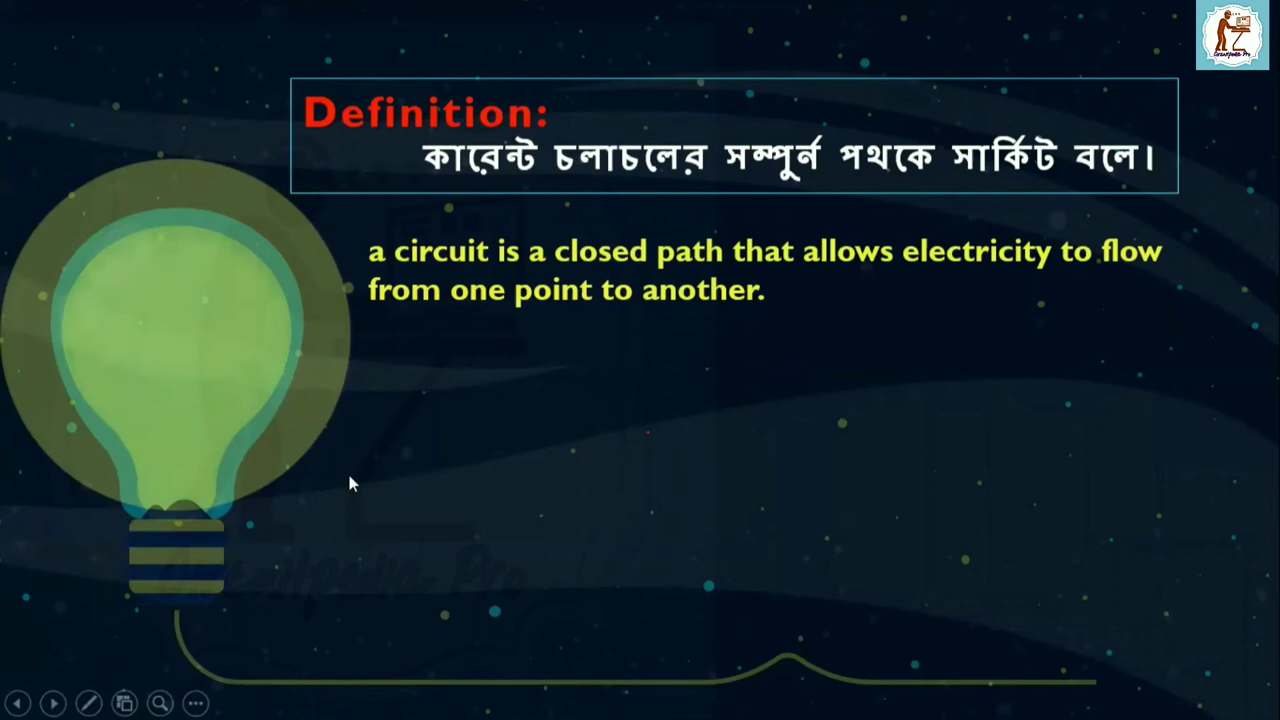 Definition:
কারেন্ট চলাচলের সম্পুর্ন পথকে সার্কিট বলে।
a circuit is a closed path that allows electricity to flow
from one point to another.